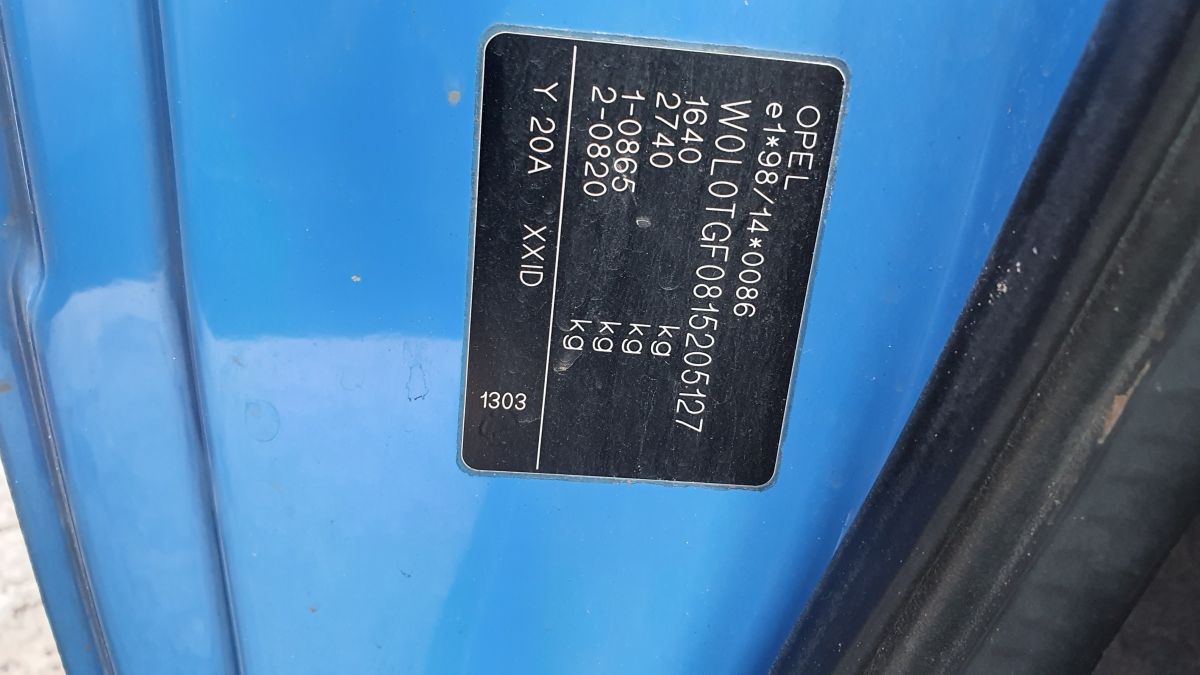 OPEL
e1*98/14*0086
W0L0TGF0815205127
1640 kg
2740 kg
1-0865 kg
2-0820 kg
Y 20A XXID 1303